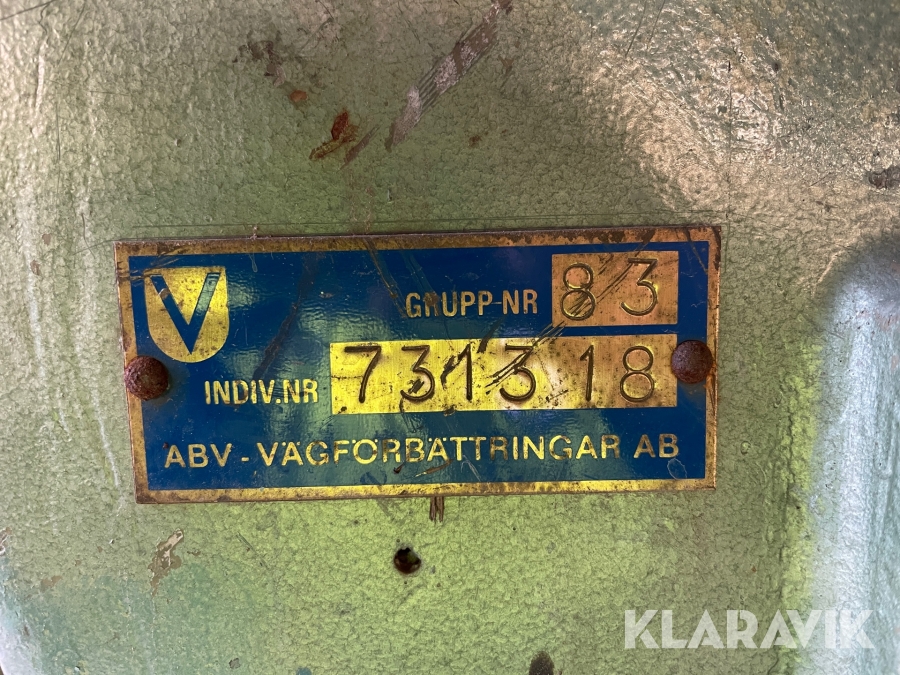 V
GRUPP-NR 83
INDIV.NR 731318
ABV - VÄGFÖRBÄTTRINGAR AB
KLARAVIK